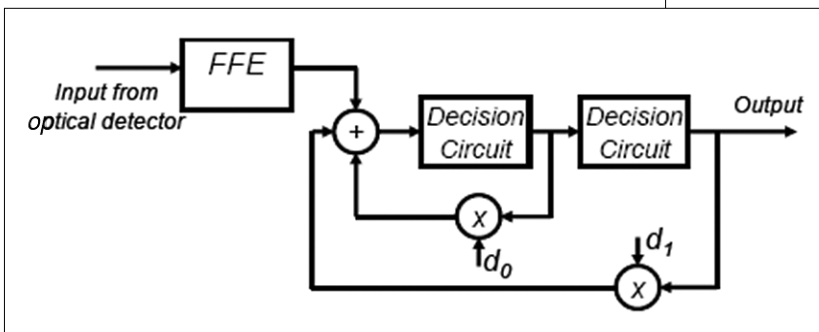 FFE
Input from
optical detector
+
Decision
Circuit
Decision
Circuit
Output
x
d0
d1
x